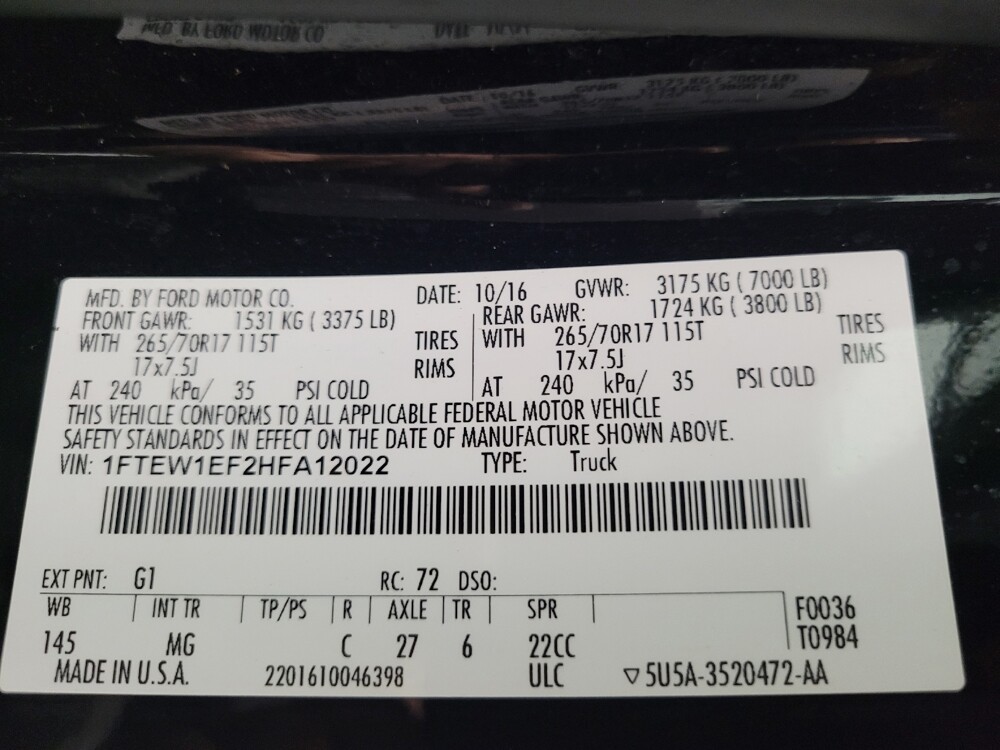 MFD. BY FORD MOTOR CO
MFD. BY FORD MOTOR CO. DATE: 10/16 GVWR: 3175 KG ( 7000 LB)
FRONT GAWR: 1531 KG ( 3375 LB) REAR GAWR: 1724 KG ( 3800 LB)
WITH 265/70R17 115T TIRES WITH 265/70R17 115T TIRES
17x7.5J RIMS 17x7.5J RIMS
AT 240 kPa/ 35 PSI COLD AT 240 kPa/ 35 PSI COLD
THIS VEHICLE CONFORMS TO ALL APPLICABLE FEDERAL MOTOR VEHICLE
SAFETY STANDARDS IN EFFECT ON THE DATE OF MANUFACTURE SHOWN ABOVE.
VIN: 1FTEW1EF2HFA12022 TYPE: Truck
EXT PNT: G1 RC: 72 DSO:
WB INT TR TP/PS R AXLE TR SPR F0036
145 MG C 27 6 22CC T0984
MADE IN U.S.A. 2201610046398 ULC ▽5U5A-3520472-AA